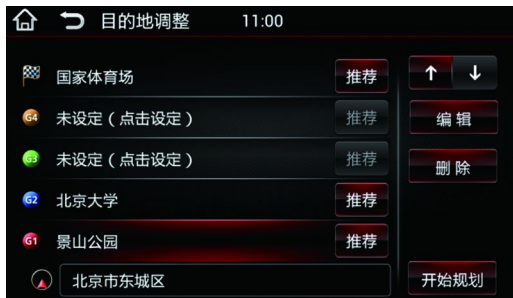 目的地调整 11:00
国家体育场 推荐 ↑ ↓
G4 未设定（点击设定） 推荐 编辑
G3 未设定（点击设定） 推荐 删除
G2 北京大学 推荐
G1 景山公园 推荐
北京市东城区 开始规划